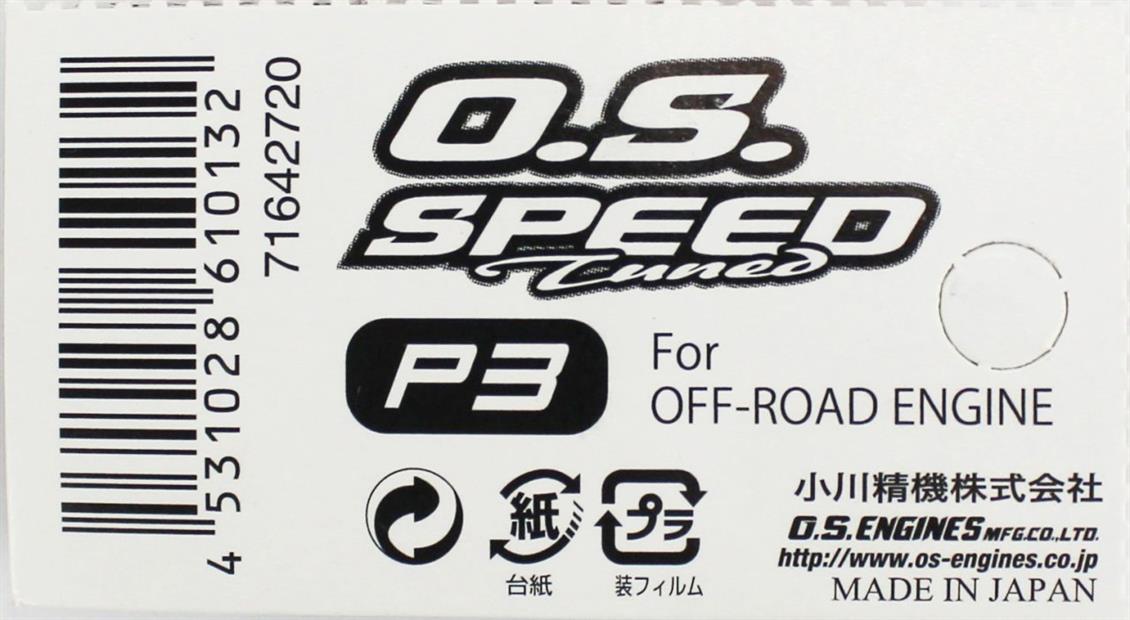 4 531028 610132
71642720
O.S.
SPEED
Tuned
P3
For
OFF-ROAD ENGINE
紙
プラ
台紙
装フィルム
小川精機株式会社
O.S.ENGINES MFG.CO.,LTD.
http://www.os-engines.co.jp
MADE IN JAPAN